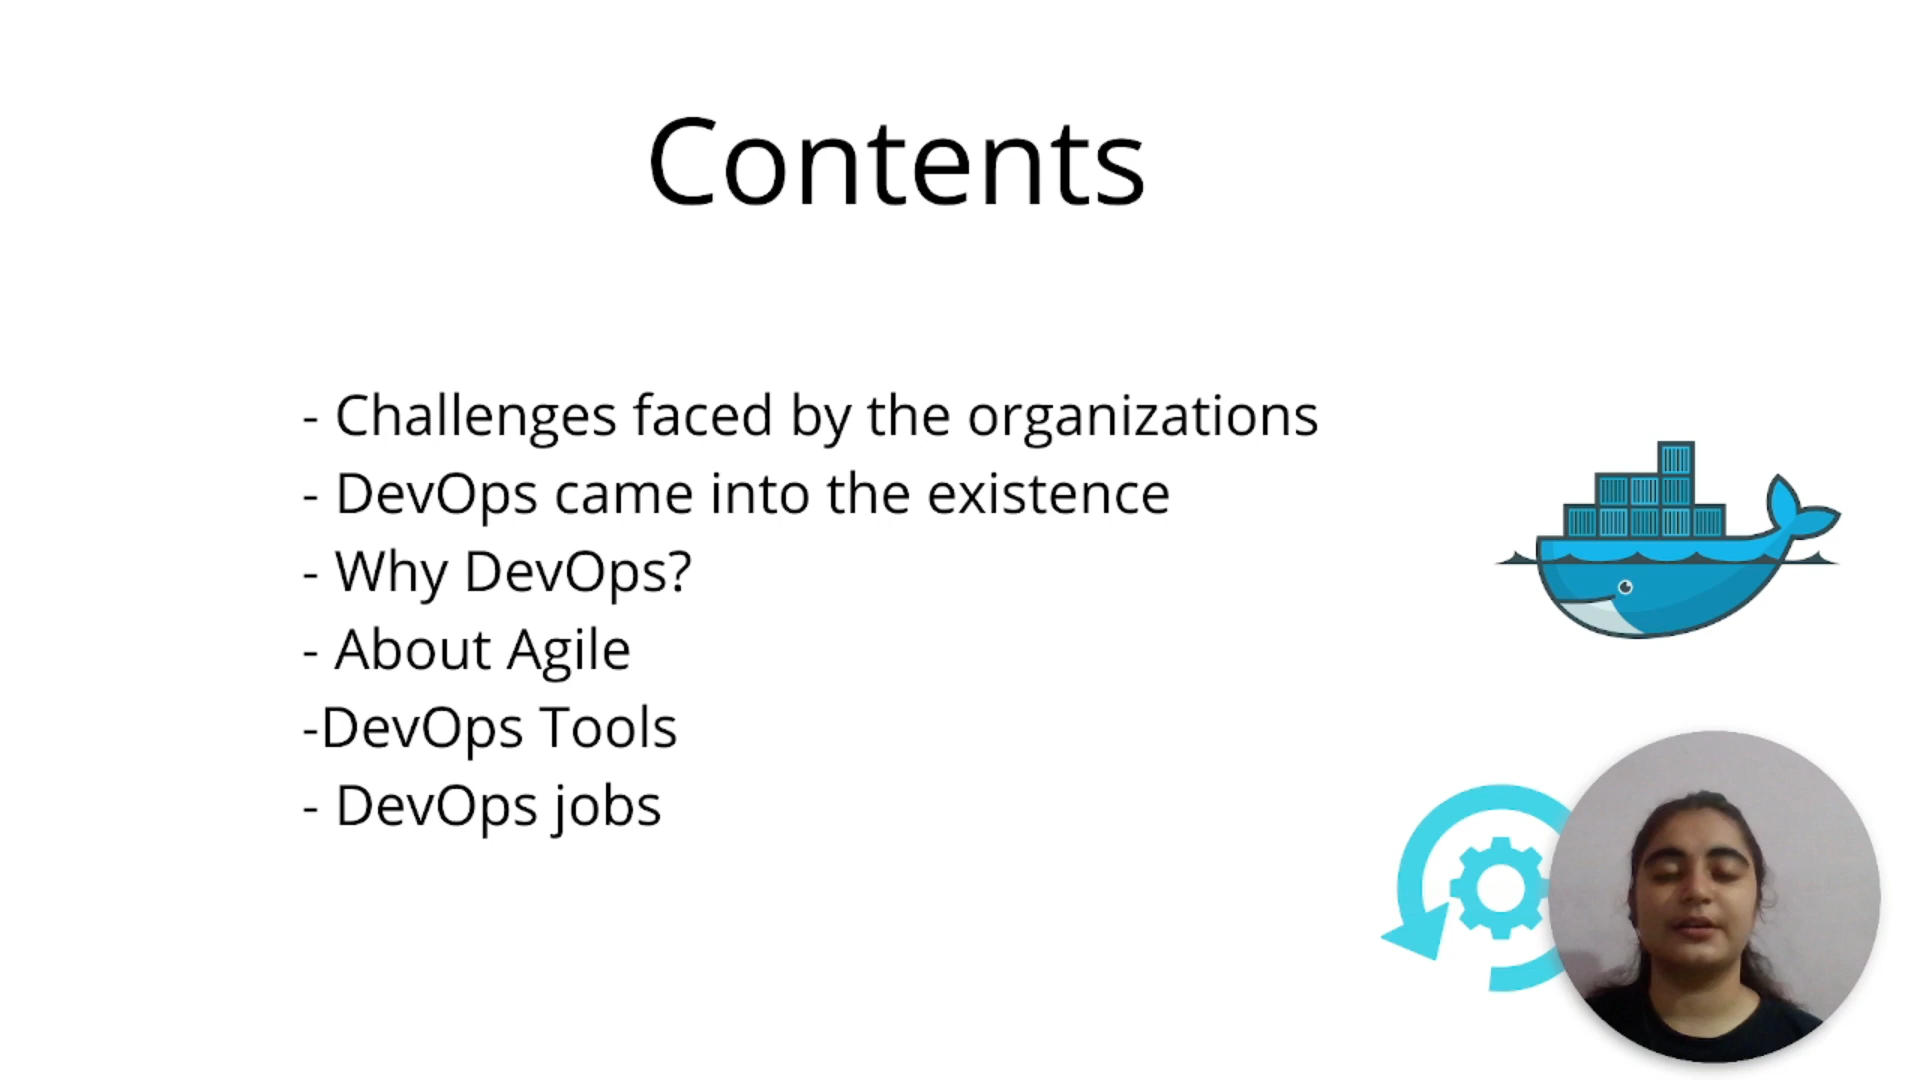 Contents
- Challenges faced by the organizations
- DevOps came into the existence
- Why DevOps?
- About Agile
-DevOps Tools
- DevOps jobs